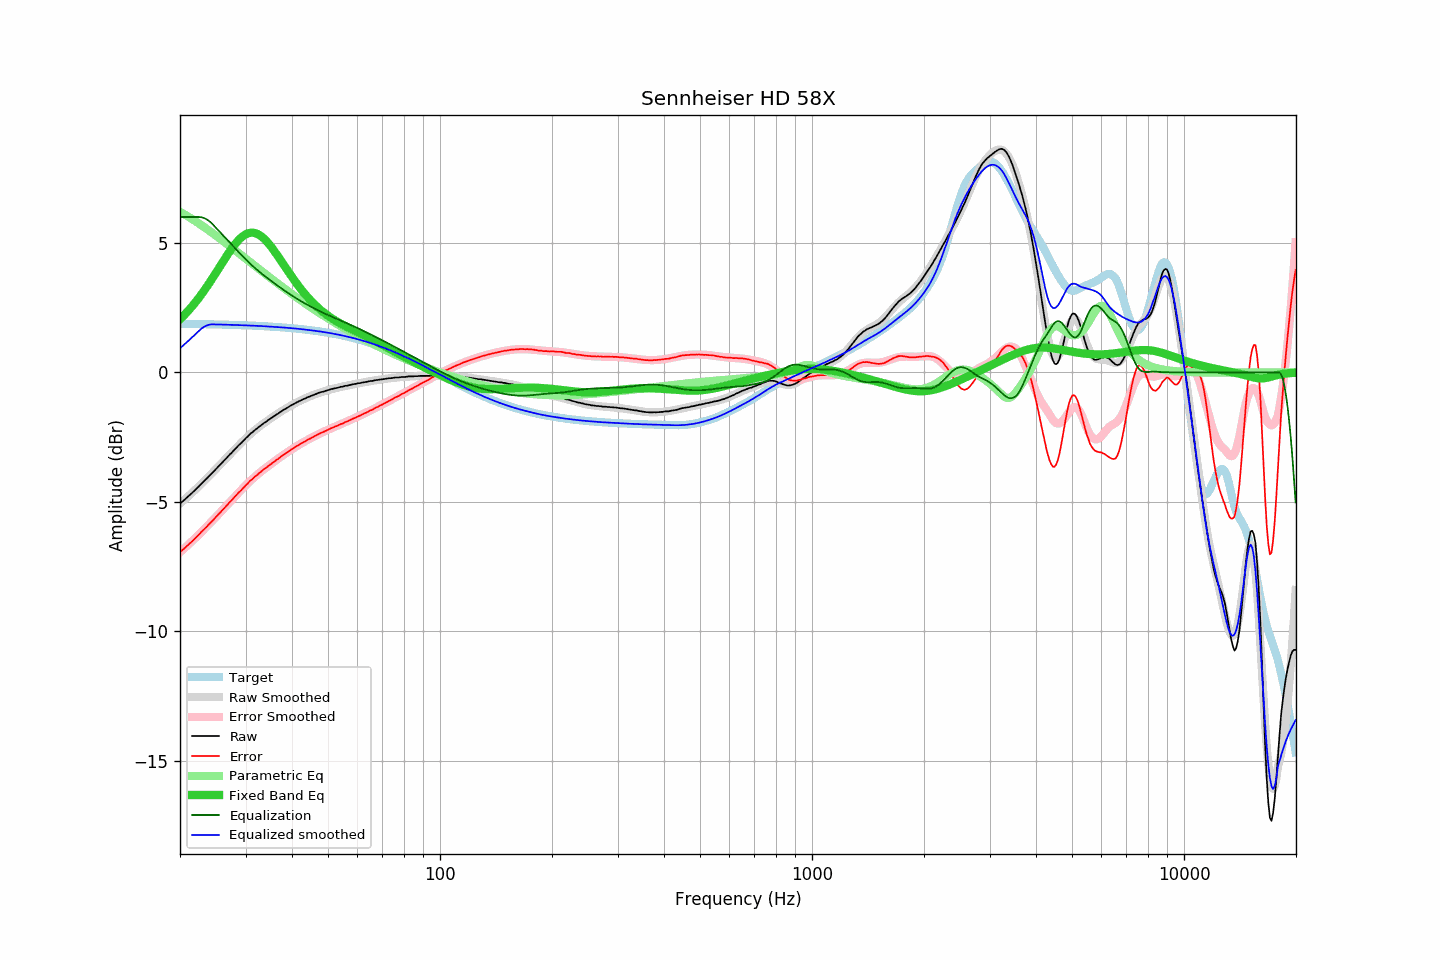 Sennheiser HD 58X
Amplitude (dBr)
5
0
−5
−10
−15
Target
Raw Smoothed
Error Smoothed
Raw
Error
Parametric Eq
Fixed Band Eq
Equalization
Equalized smoothed
100
1000
10000
Frequency (Hz)